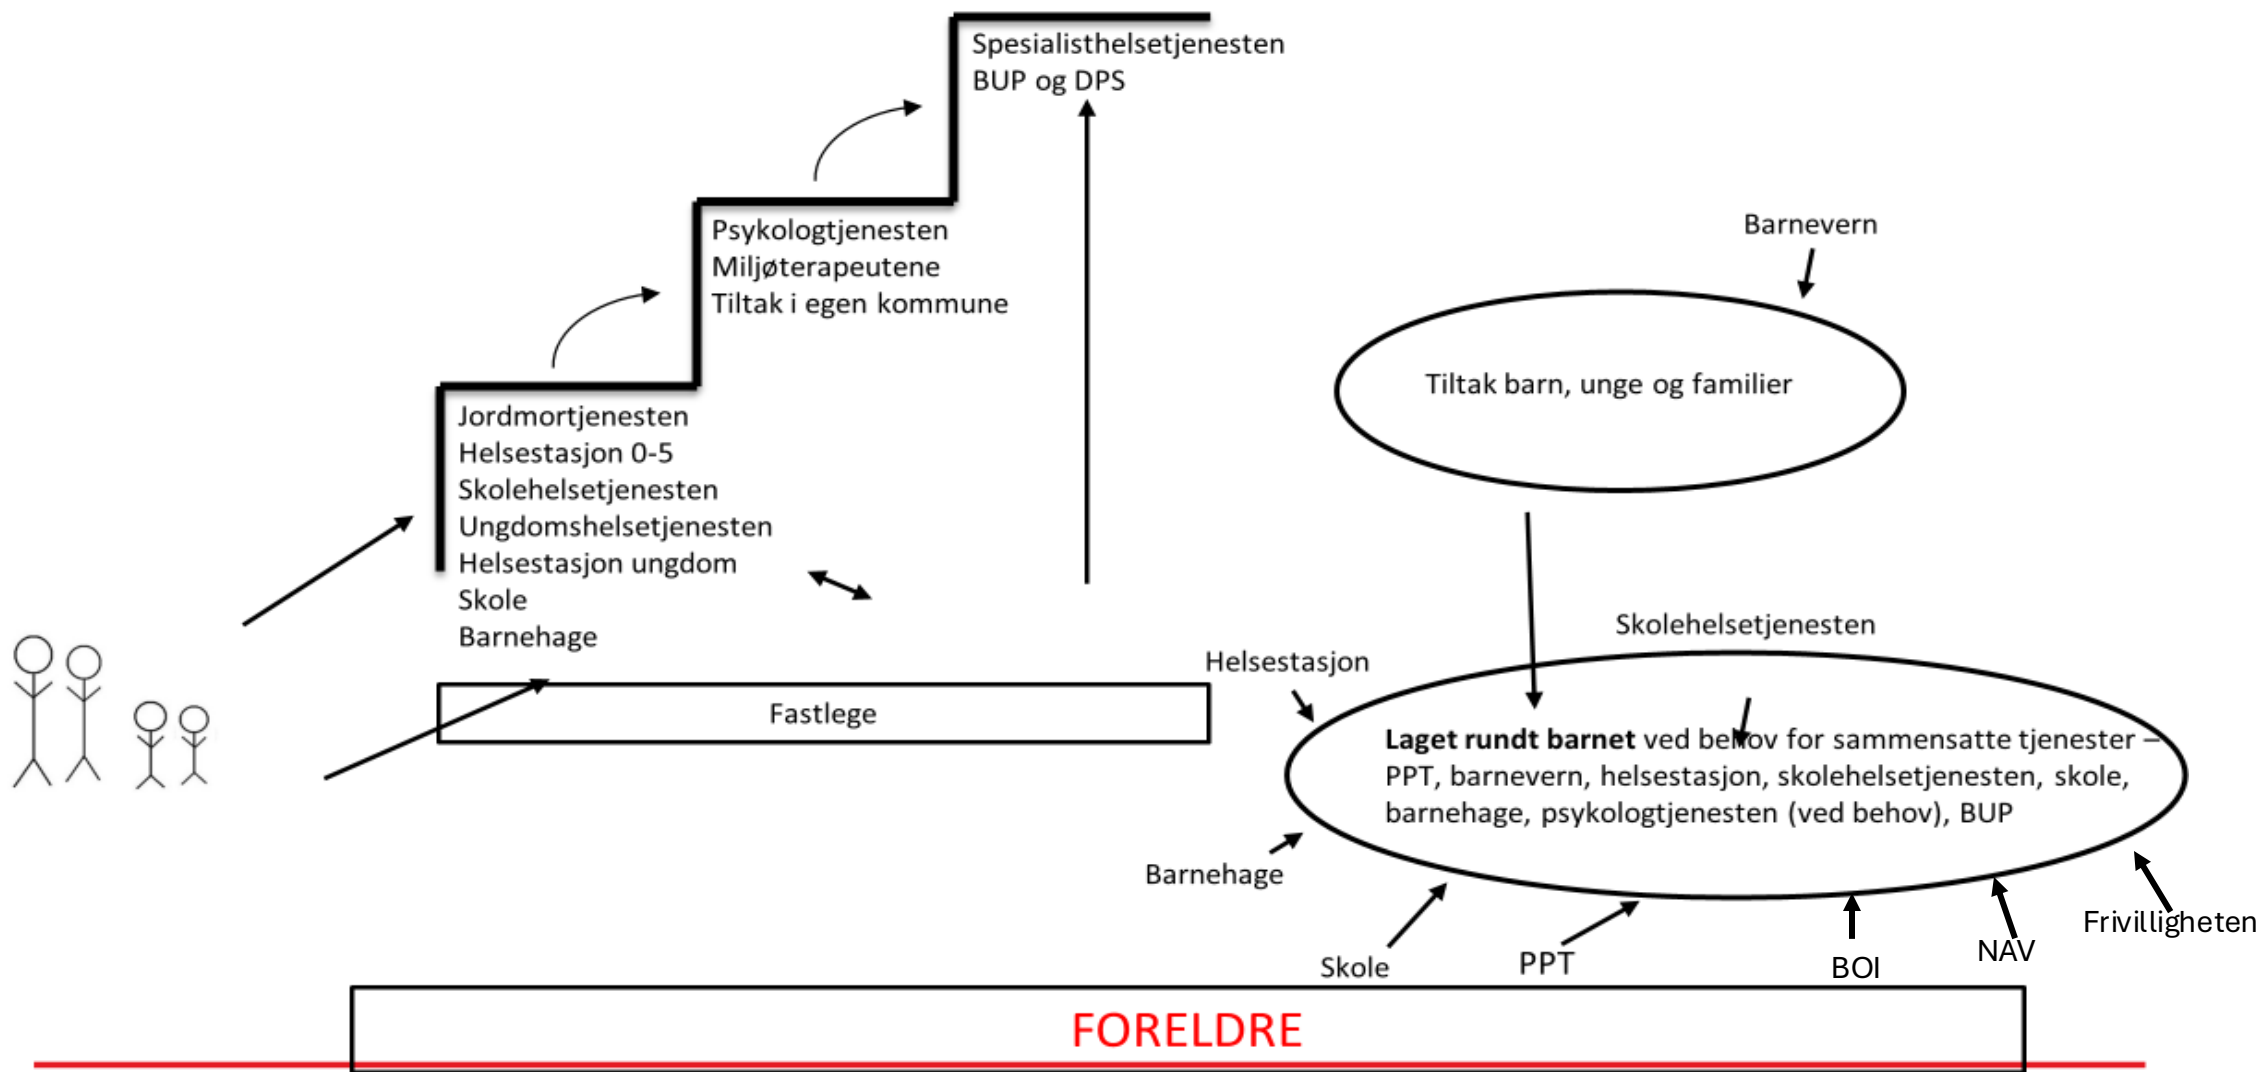 Spesialisthelsetjenesten
BUP og DPS
Psykologtjenesten
Miljøterapeutene
Tiltak i egen kommune
Jordmortjenesten
Helsestasjon 0-5
Skolehelsetjenesten
Ungdomshelsetjenesten
Helsestasjon ungdom
Skole
Barnehage
Fastlege
Barnevern
Tiltak barn, unge og familier
Skolehelsetjenesten
Helsestasjon
Laget rundt barnet ved behov for sammensatte tjenester –
PPT, barnevern, helsestasjon, skolehelsetjenesten, skole,
barnehage, psykologtjenesten (ved behov), BUP
Barnehage
Skole
PPT
BOI
NAV
Frivilligheten
FORELDRE